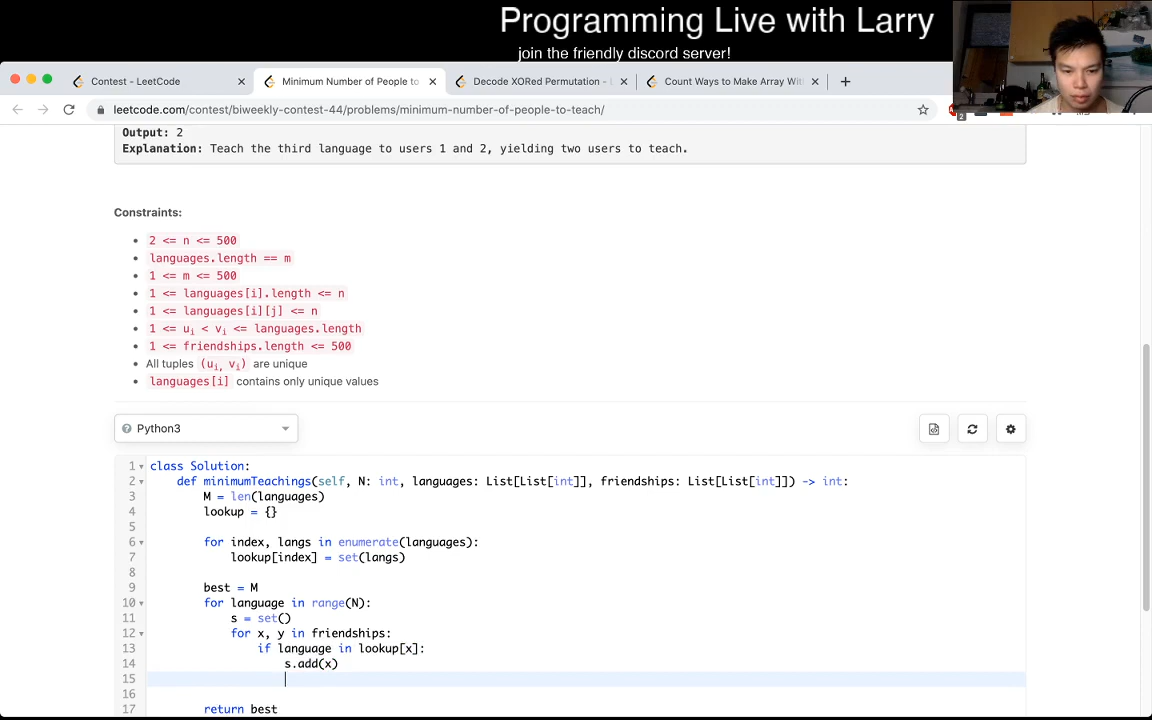 Programming Live with Larry
join the friendly discord server!
Contest - LeetCode
Minimum Number of People to
Decode XORed Permutation -
Count Ways to Make Array Wit
leetcode.com/contest/biweekly-contest-44/problems/minimum-number-of-people-to-teach/
2
Output: 2
Explanation: Teach the third language to users 1 and 2, yielding two users to teach.
Constraints:
2 <= n <= 500
languages.length == m
1 <= m <= 500
1 <= languages[i].length <= n
1 <= languages[i][j] <= n
1 <= ui < vi <= languages.length
1 <= friendships.length <= 500
All tuples (ui, vi) are unique
languages[i] contains only unique values
Python3
1 class Solution:
2 def minimumTeachings(self, N: int, languages: List[List[int]], friendships: List[List[int]]) -> int:
3 M = len(languages)
4 lookup = {}
5
6 for index, langs in enumerate(languages):
7 lookup[index] = set(langs)
8
9 best = M
10 for language in range(N):
11 s = set()
12 for x, y in friendships:
13 if language in lookup[x]:
14 s.add(x)
15
16
17 return best